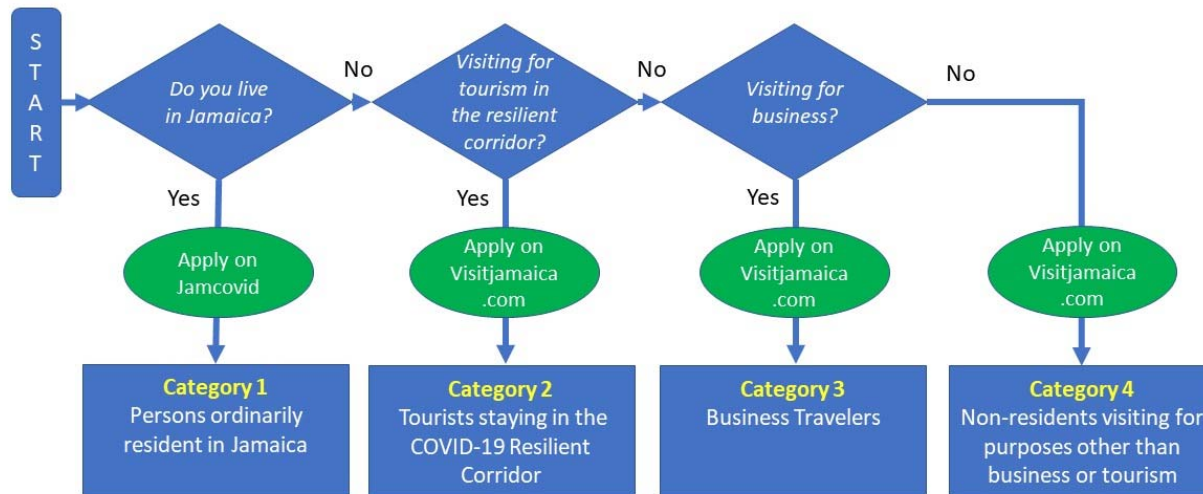 START
Do you live
in Jamaica?
No
Visiting for
tourism in
the resilient
corridor?
No
Visiting for
business?
No
Yes
Yes
Yes
Apply on
Jamcovid
Apply on
Visitjamaica
.com
Apply on
Visitjamaica
.com
Apply on
Visitjamaica
.com
Category 1
Persons ordinarily
resident in Jamaica
Category 2
Tourists staying in the
COVID-19 Resilient
Corridor
Category 3
Business Travelers
Category 4
Non-residents visiting for
purposes other than
business or tourism